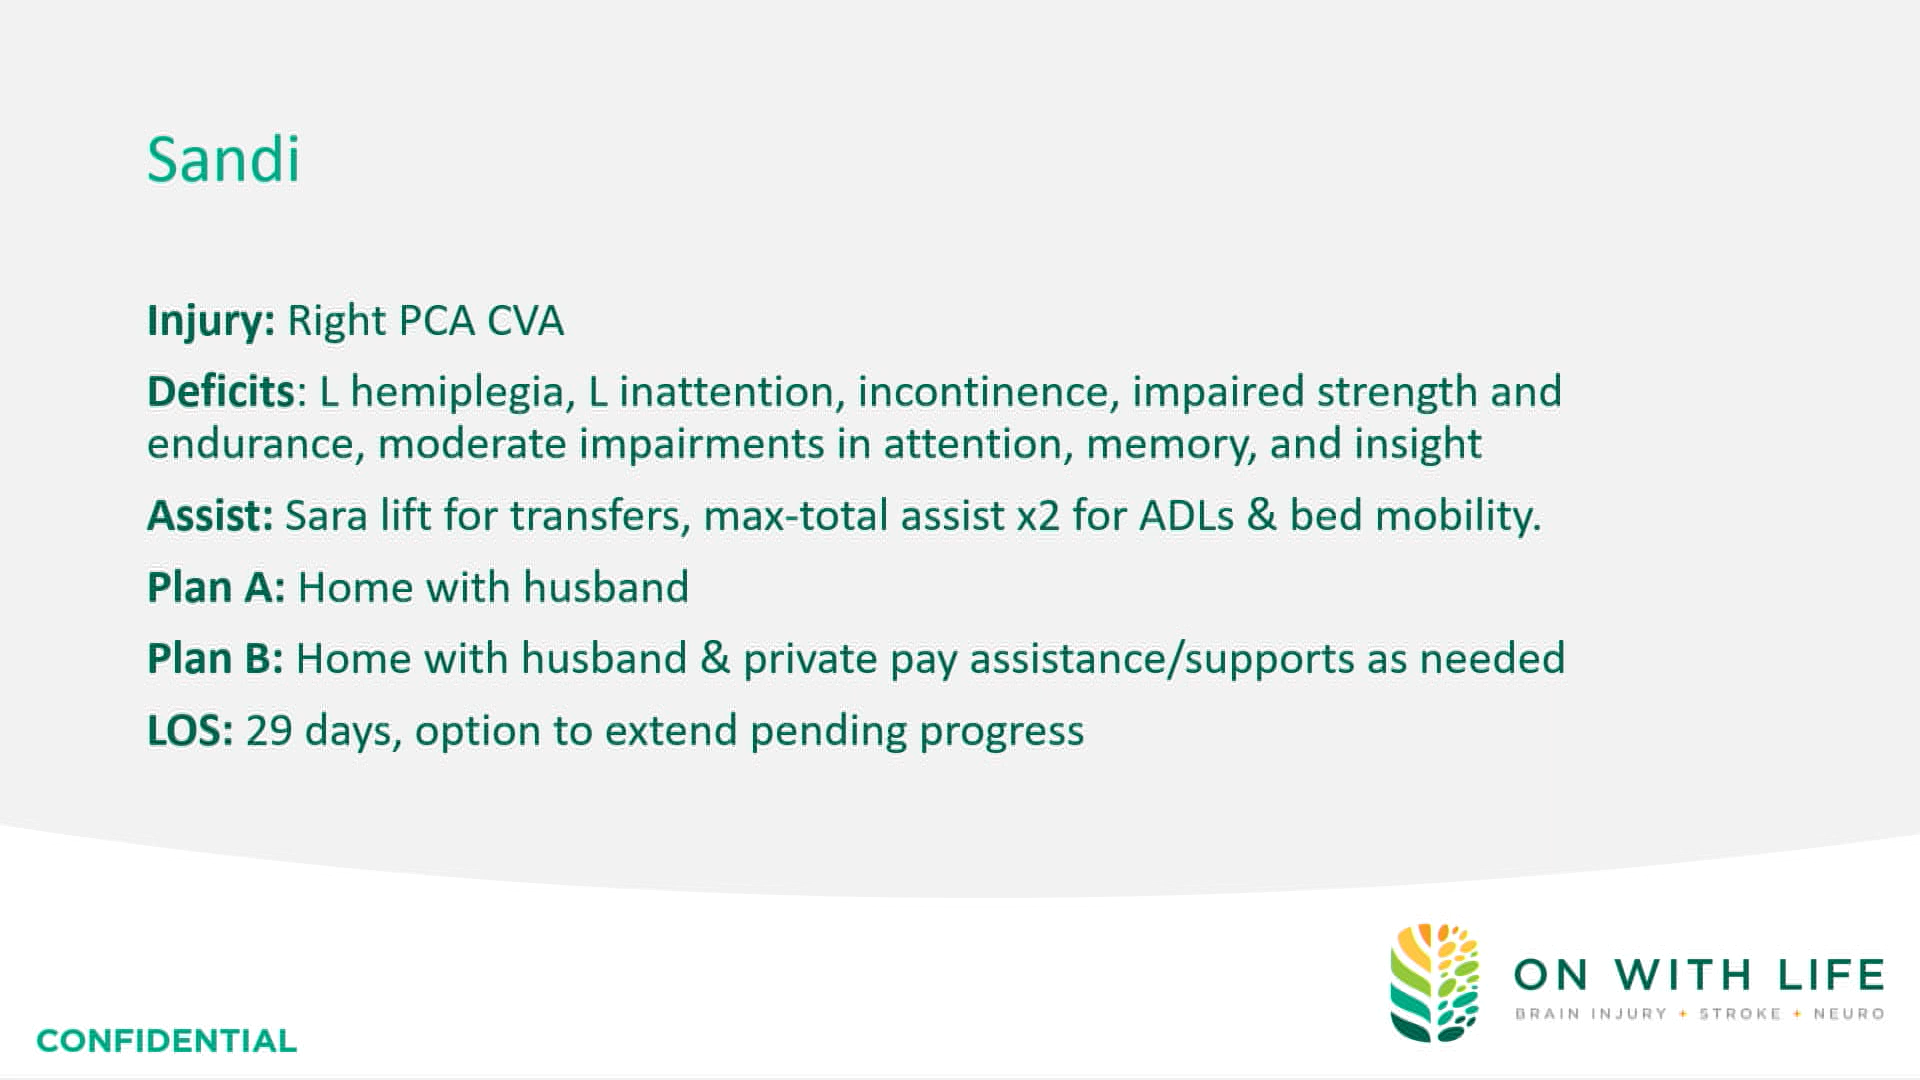 Sandi
Injury: Right PCA CVA
Deficits: L hemiplegia, L inattention, incontinence, impaired strength and
endurance, moderate impairments in attention, memory, and insight
Assist: Sara lift for transfers, max-total assist x2 for ADLs & bed mobility.
Plan A: Home with husband
Plan B: Home with husband & private pay assistance/supports as needed
LOS: 29 days, option to extend pending progress
ON WITH LIFE
BRAIN INJURY + STROKE + NEURO
CONFIDENTIAL